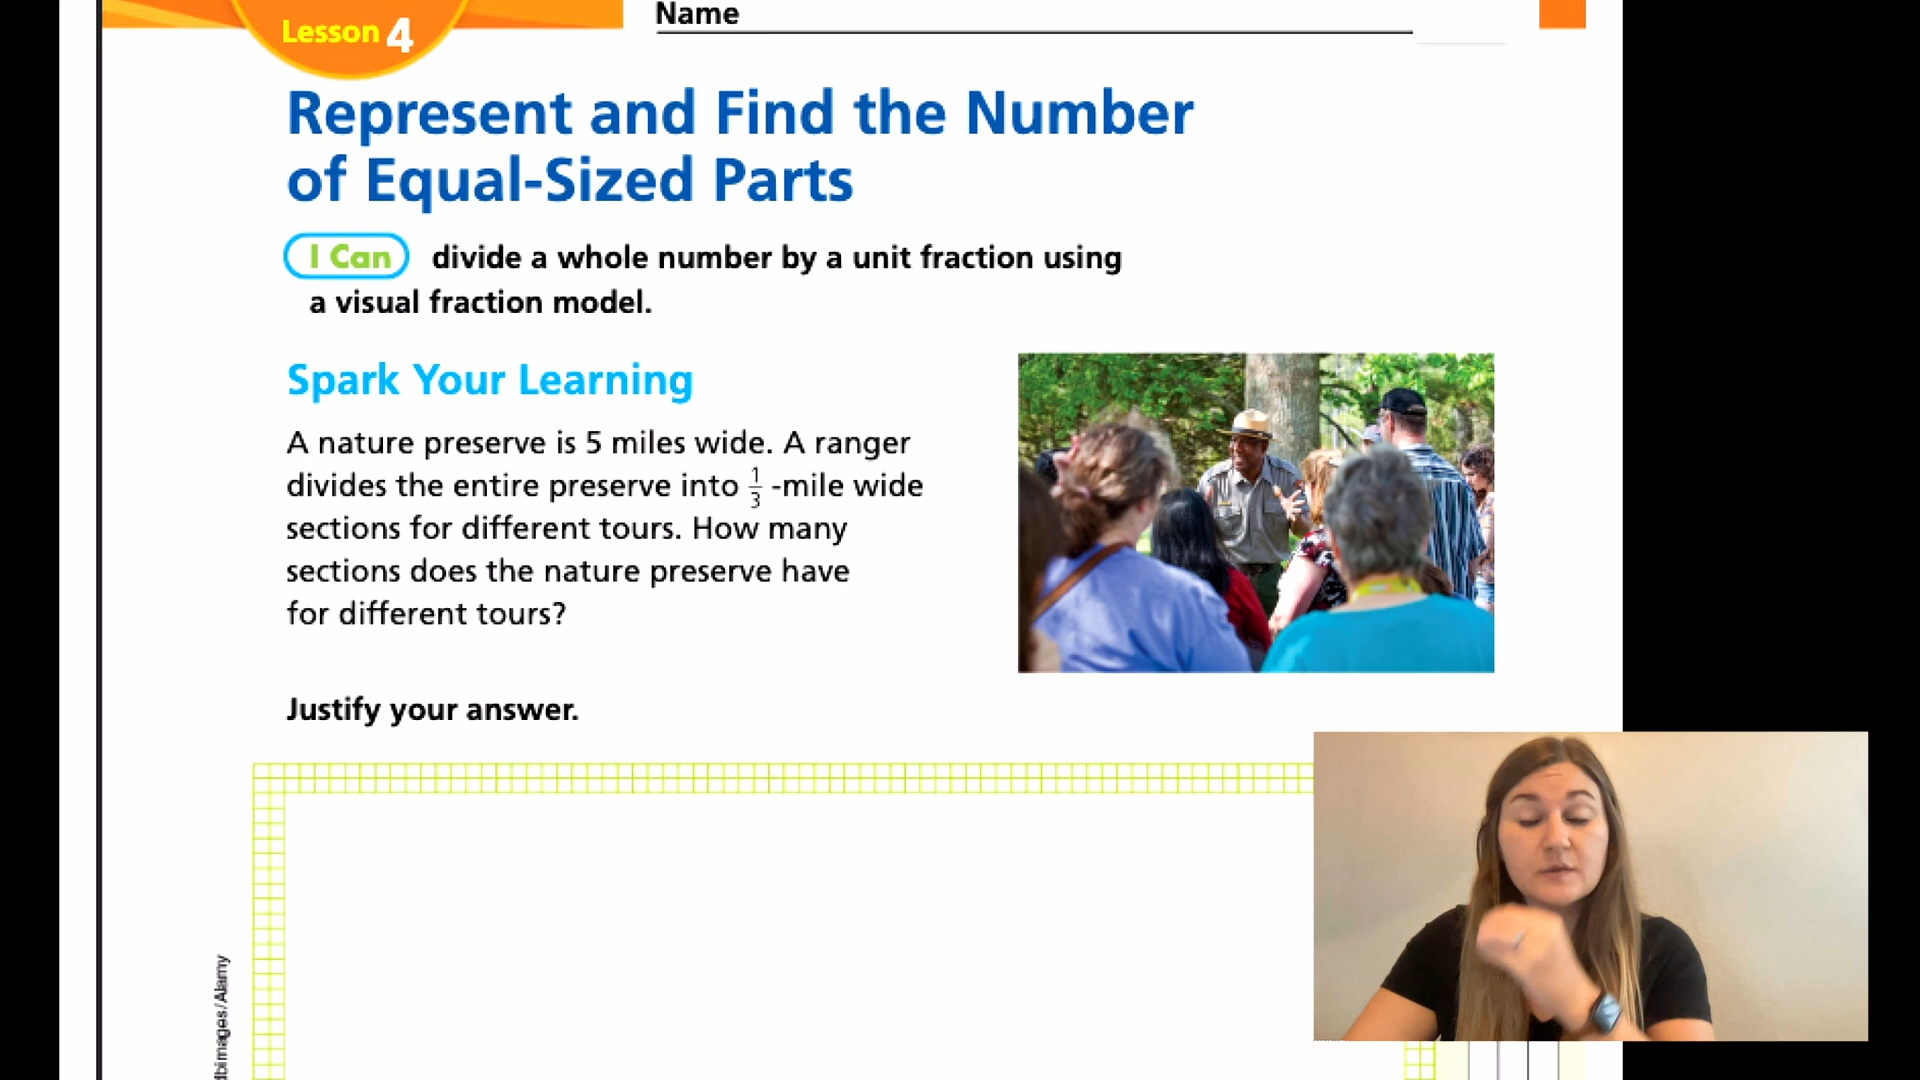 Lesson 4
Name
Represent and Find the Number
of Equal-Sized Parts
I Can divide a whole number by a unit fraction using
a visual fraction model.
Spark Your Learning
A nature preserve is 5 miles wide. A ranger
divides the entire preserve into 1/3 -mile wide
sections for different tours. How many
sections does the nature preserve have
for different tours?
Justify your answer.